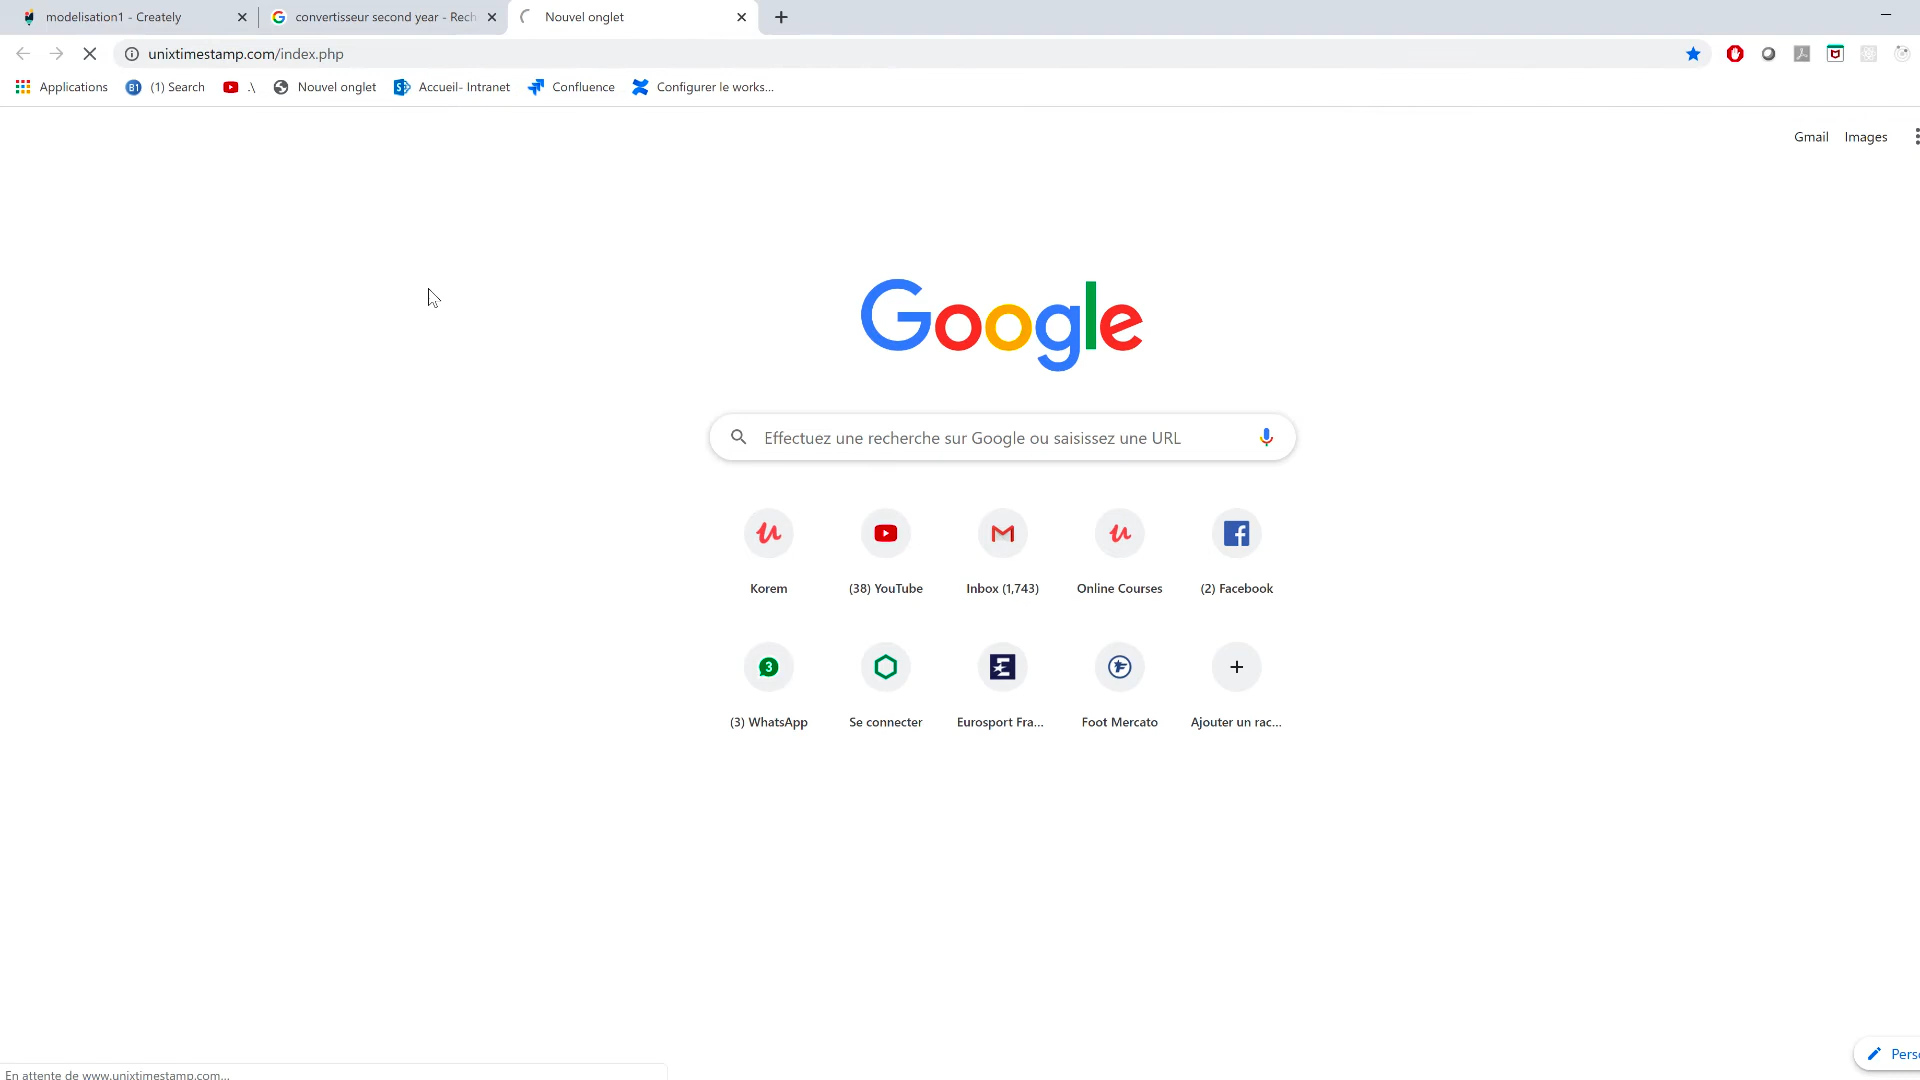 modelisation1 - Creately
convertisseur second year - Rech
Nouvel onglet
unixtimestamp.com/index.php
Applications
B1 (1) Search
.\
Nouvel onglet
S Accueil- Intranet
Confluence
Configurer le works...
Gmail Images
Google
Effectuez une recherche sur Google ou saisissez une URL
Korem
(38) YouTube
Inbox (1,743)
Online Courses
(2) Facebook
3
(3) WhatsApp
Se connecter
Eurosport Fra...
Foot Mercato
Ajouter un rac...
Pers
En attente de www.unixtimestamp.com...